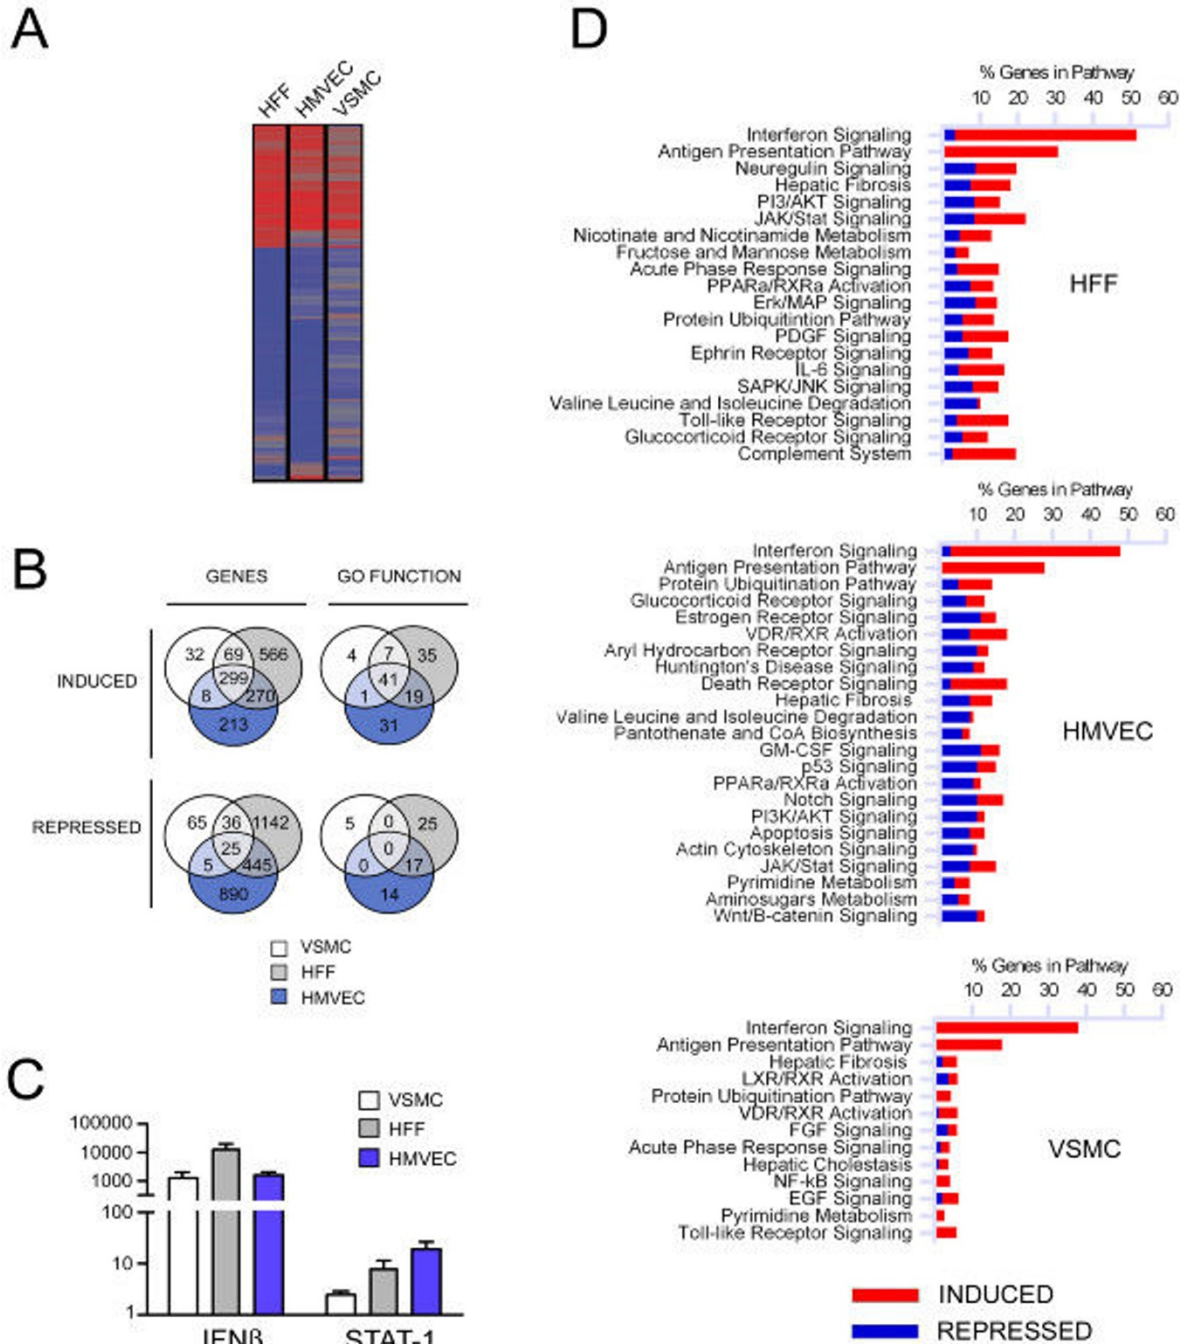 A
HFF
HMVEC
VSMC
B
GENES
GO FUNCTION
INDUCED
32 69 566
299
8 270
213
4 7 35
41
1 19
31
REPRESSED
65 36 1142
25
5 445
890
5 0 25
0
0 17
14
VSMC
HFF
HMVEC
C
VSMC
HFF
HMVEC
100000
10000
1000
100
10
1
IFNβ STAT-1
D
% Genes in Pathway
10 20 30 40 50 60
Interferon Signaling
Antigen Presentation Pathway
Neuregulin Signaling
Hepatic Fibrosis
PI3/AKT Signaling
JAK/Stat Signaling
Nicotinate and Nicotinamide Metabolism
Fructose and Mannose Metabolism
Acute Phase Response Signaling
PPARa/RXRa Activation
Erk/MAP Signaling
Protein Ubiquitintion Pathway
PDGF Signaling
Ephrin Receptor Signaling
IL-6 Signaling
SAPK/JNK Signaling
Valine Leucine and Isoleucine Degradation
Toll-like Receptor Signaling
Glucocorticoid Receptor Signaling
Complement System
HFF
% Genes in Pathway
10 20 30 40 50 60
Interferon Signaling
Antigen Presentation Pathway
Protein Ubiquitination Pathway
Glucocorticoid Receptor Signaling
Estrogen Receptor Signaling
VDR/RXR Activation
Aryl Hydrocarbon Receptor Signaling
Huntington's Disease Signaling
Death Receptor Signaling
Hepatic Fibrosis
Valine Leucine and Isoleucine Degradation
Pantothenate and CoA Biosynthesis
GM-CSF Signaling
p53 Signaling
PPARa/RXRa Activation
Notch Signaling
PI3K/AKT Signaling
Apoptosis Signaling
Actin Cytoskeleton Signaling
JAK/Stat Signaling
Pyrimidine Metabolism
Aminosugars Metabolism
Wnt/B-catenin Signaling
HMVEC
% Genes in Pathway
10 20 30 40 50 60
Interferon Signaling
Antigen Presentation Pathway
Hepatic Fibrosis
LXR/RXR Activation
Protein Ubiquitination Pathway
VDR/RXR Activation
FGF Signaling
Acute Phase Response Signaling
Hepatic Cholestasis
NF-kB Signaling
EGF Signaling
Pyrimidine Metabolism
Toll-like Receptor Signaling
VSMC
INDUCED
REPRESSED